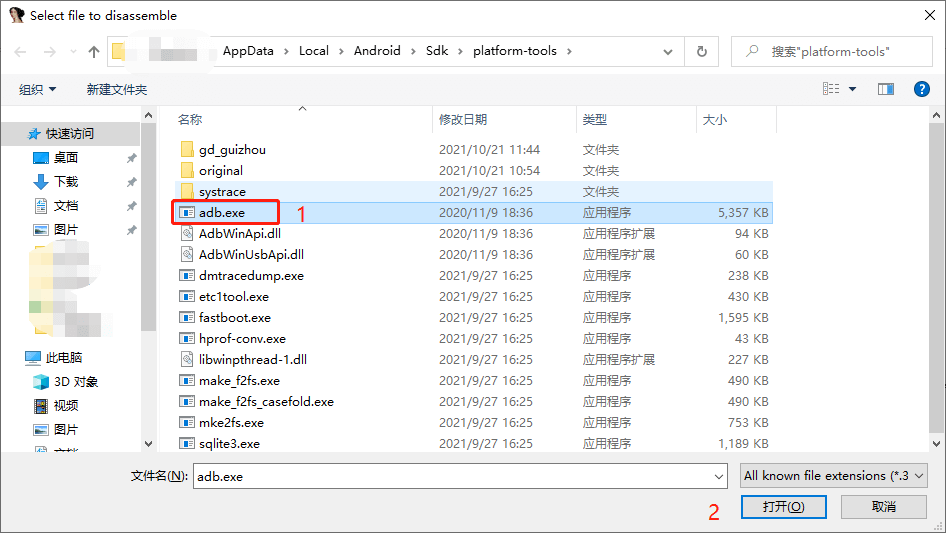 Select file to disassemble
AppData › Local › Android › Sdk › platform-tools ›
搜索"platform-tools"
组织
新建文件夹
快速访问
桌面
下载
文档
图片
此电脑
3D 对象
视频
图片
文档
名称 修改日期 类型 大小
gd_guizhou 2021/10/21 11:44 文件夹
original 2021/10/21 10:54 文件夹
systrace 2021/9/27 16:25 文件夹
adb.exe 1 2020/11/9 18:36 应用程序 5,357 KB
AdbWinApi.dll 2020/11/9 18:36 应用程序扩展 94 KB
AdbWinUsbApi.dll 2020/11/9 18:36 应用程序扩展 60 KB
dmtracedump.exe 2021/9/27 16:25 应用程序 238 KB
etc1tool.exe 2021/9/27 16:25 应用程序 430 KB
fastboot.exe 2021/9/27 16:25 应用程序 1,595 KB
hprof-conv.exe 2021/9/27 16:25 应用程序 43 KB
libwinpthread-1.dll 2021/9/27 16:25 应用程序扩展 227 KB
make_f2fs.exe 2021/9/27 16:25 应用程序 490 KB
make_f2fs_casefold.exe 2021/9/27 16:25 应用程序 490 KB
mke2fs.exe 2021/9/27 16:25 应用程序 753 KB
sqlite3.exe 2021/9/27 16:25 应用程序 1,189 KB
文件名(N): adb.exe
All known file extensions (*.3
2 打开(O) 取消